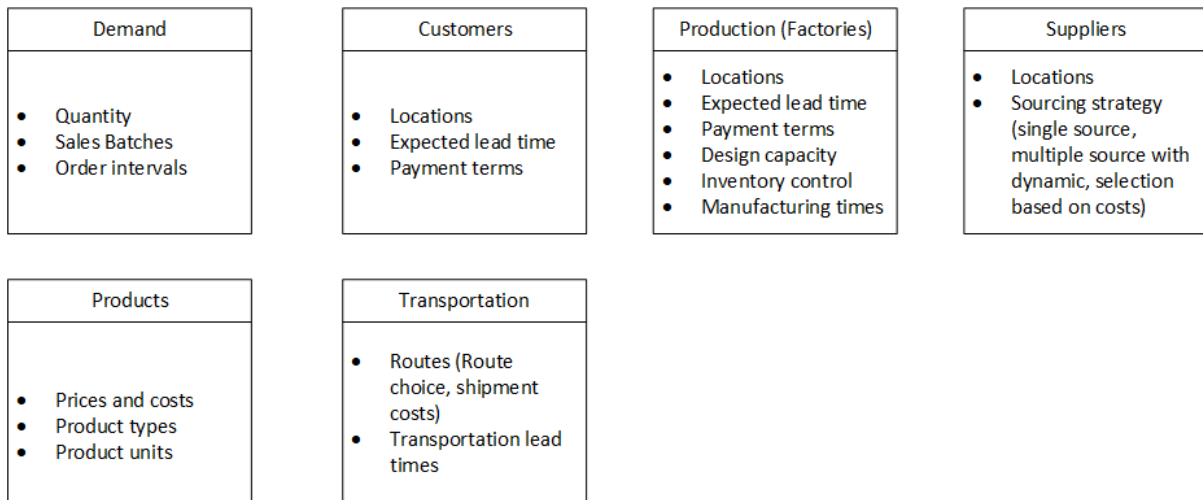 Demand
• Quantity
• Sales Batches
• Order intervals
Customers
• Locations
• Expected lead time
• Payment terms
Production (Factories)
• Locations
• Expected lead time
• Payment terms
• Design capacity
• Inventory control
• Manufacturing times
Suppliers
• Locations
• Sourcing strategy
(single source,
multiple source with
dynamic, selection
based on costs)
Products
• Prices and costs
• Product types
• Product units
Transportation
• Routes (Route
choice, shipment
costs)
• Transportation lead
times